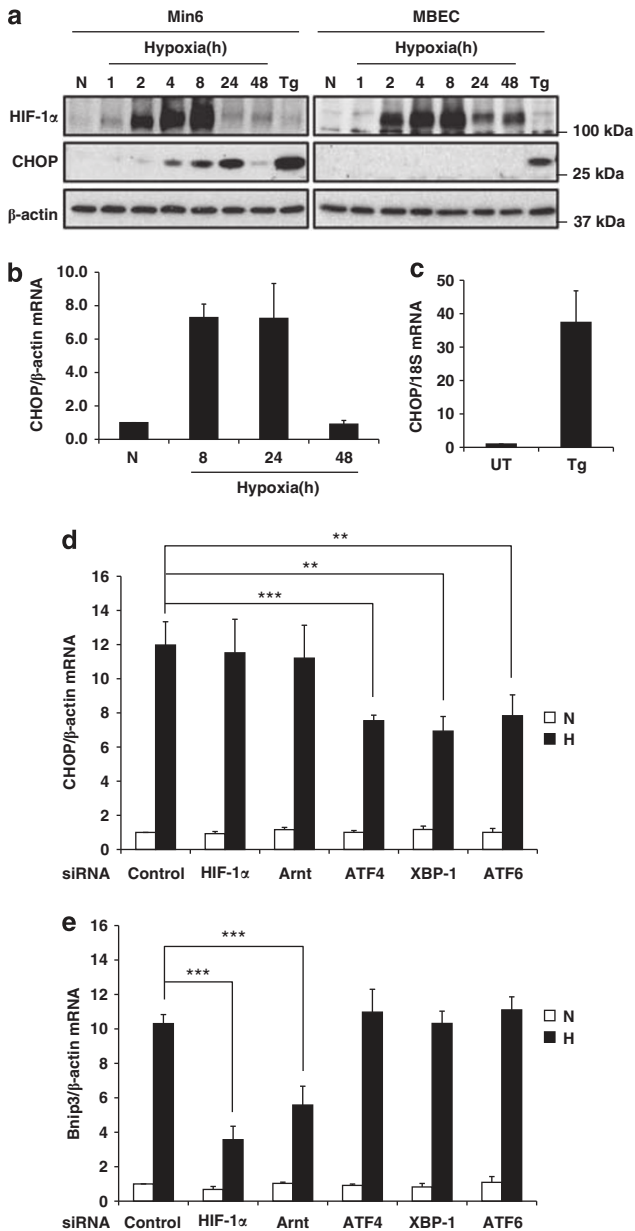 a
Min6 MBEC
Hypoxia(h) Hypoxia(h)
N 1 2 4 8 24 48 Tg N 1 2 4 8 24 48 Tg
HIF-1α
100 kDa
CHOP
25 kDa
β-actin
37 kDa
b
CHOP/β-actin mRNA
10.0
8.0
6.0
4.0
2.0
0.0
N 8 24 48
Hypoxia(h)
c
CHOP/18S mRNA
50
40
30
20
10
0
UT Tg
d
CHOP/β-actin mRNA
**
**
***
16
14
12
10
8
6
4
2
0
N
H
siRNA Control HIF-1α Arnt ATF4 XBP-1 ATF6
e
Bnip3/β-actin mRNA
***
***
16
14
12
10
8
6
4
2
0
N
H
siRNA Control HIF-1α Arnt ATF4 XBP-1 ATF6